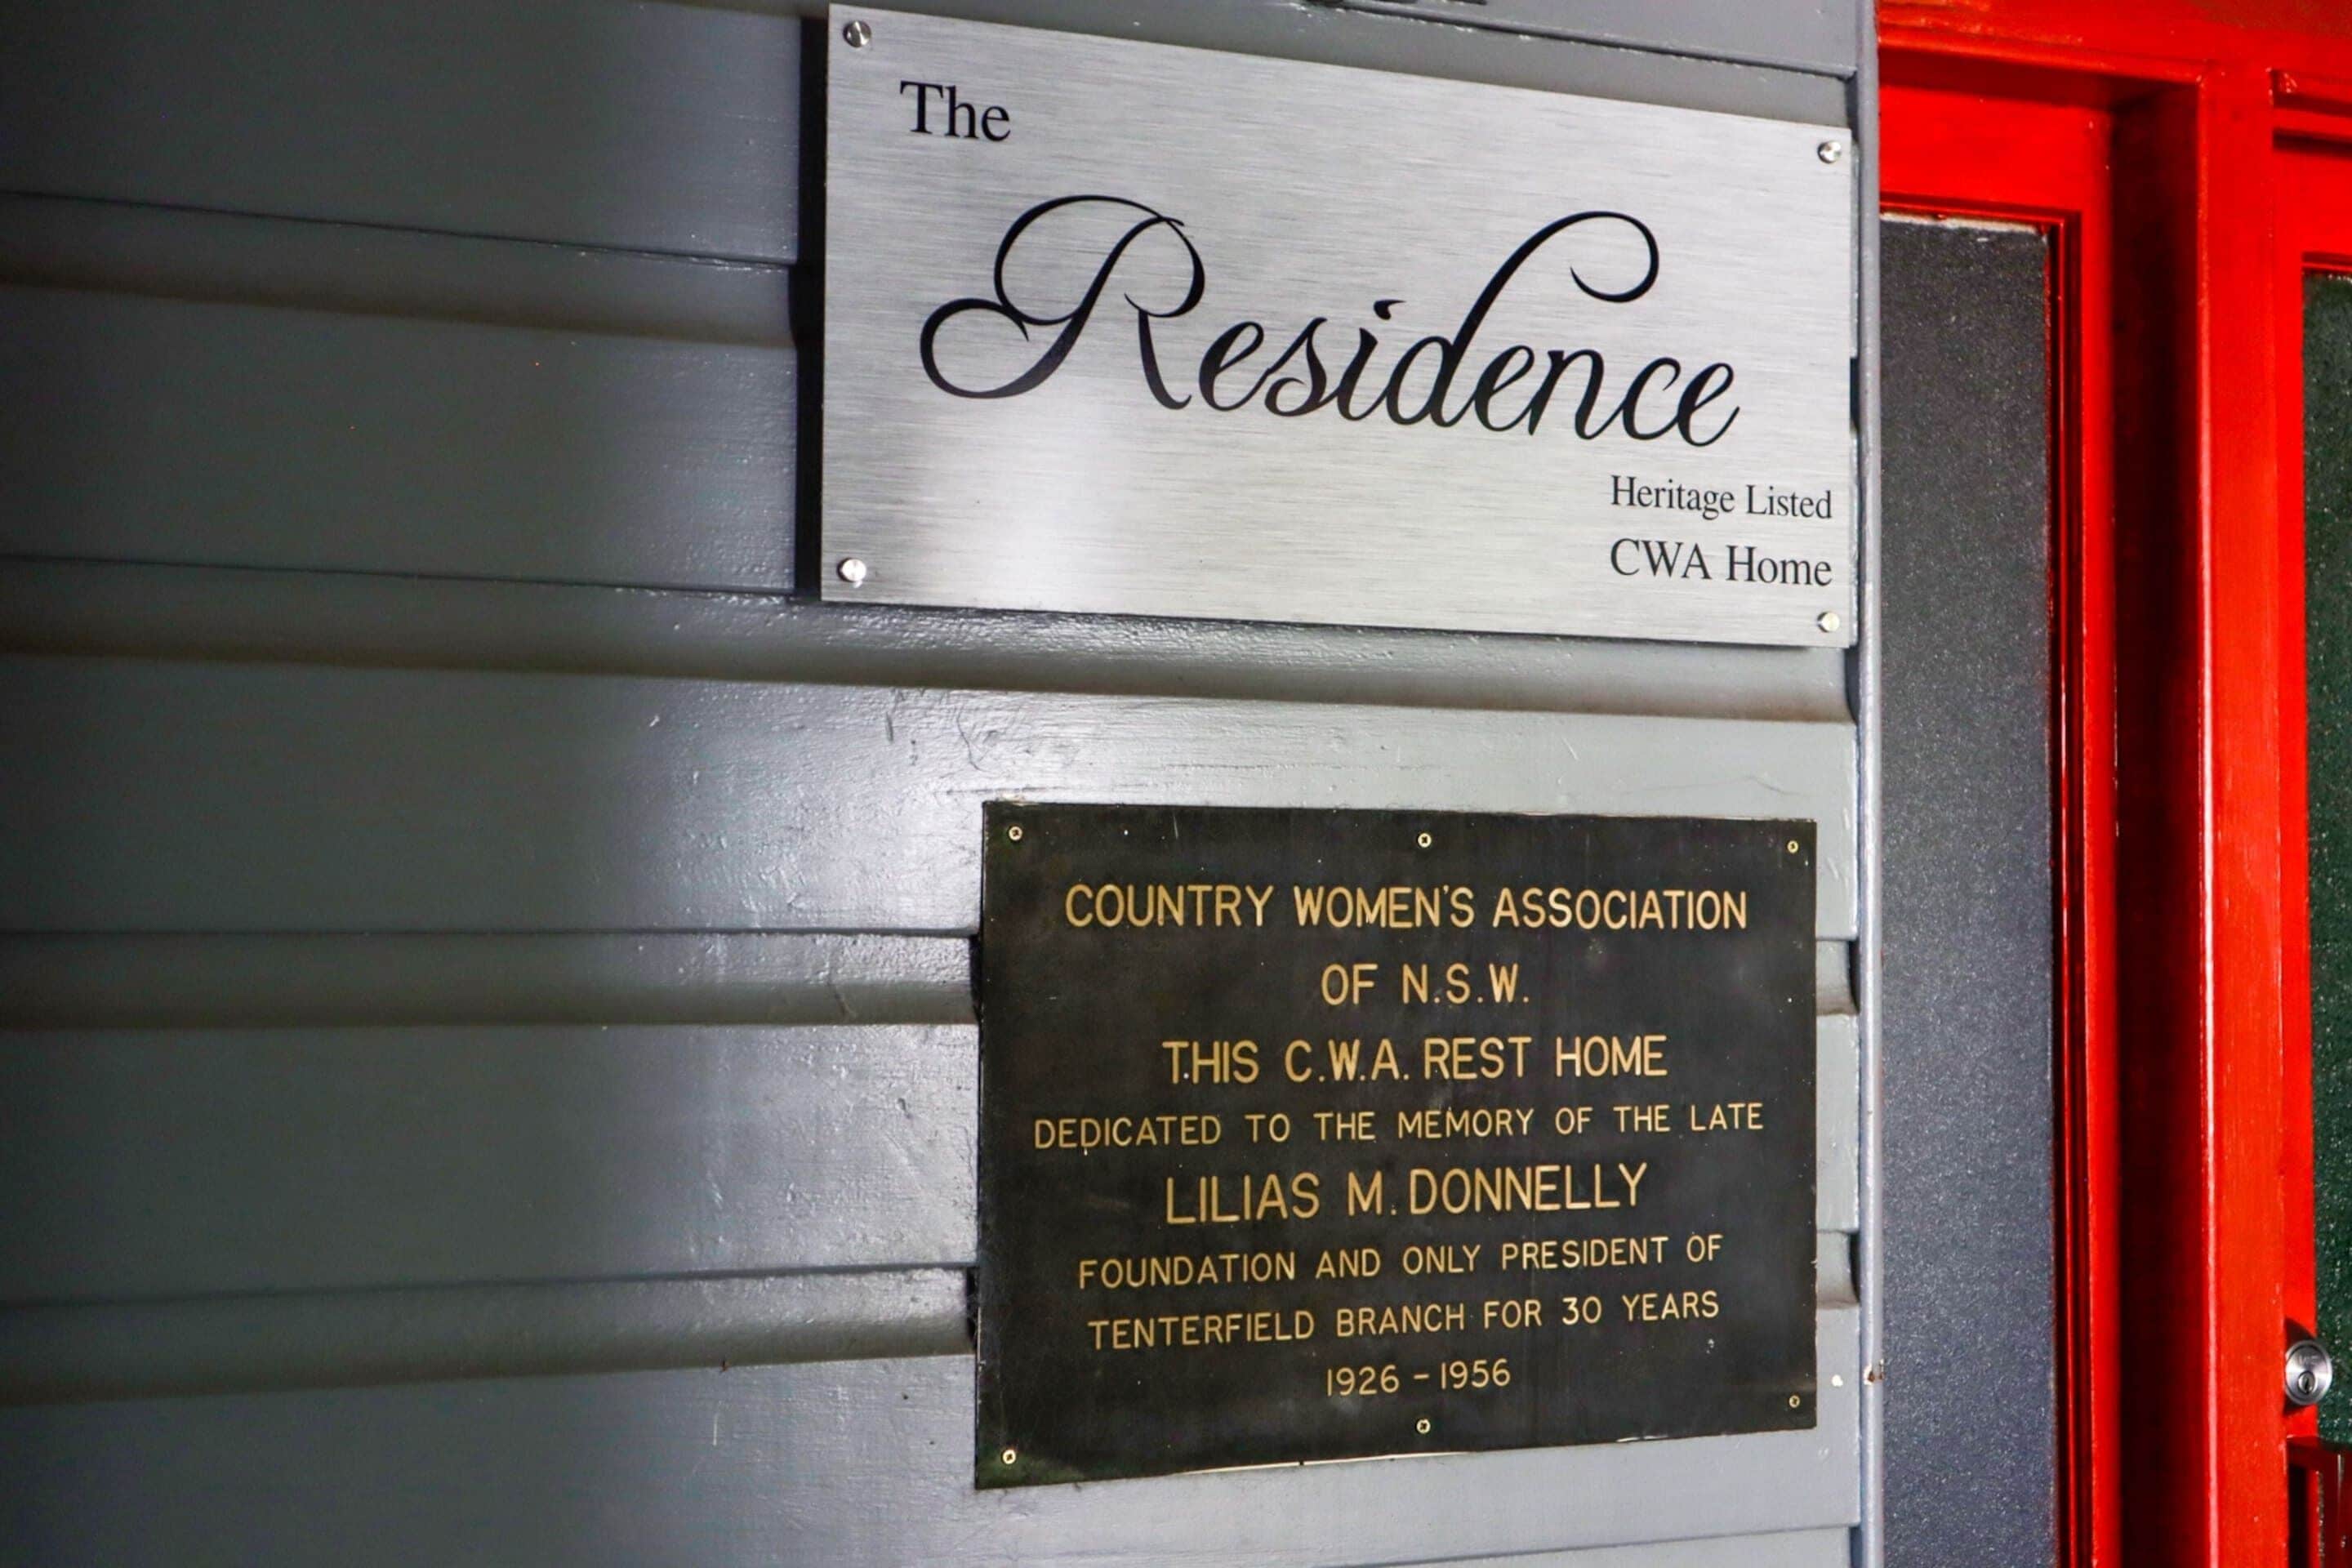 The
Residence
Heritage Listed
CWA Home
COUNTRY WOMEN'S ASSOCIATION
OF N.S.W.
THIS C.W.A. REST HOME
DEDICATED TO THE MEMORY OF THE LATE
LILIAS M. DONNELLY
FOUNDATION AND ONLY PRESIDENT OF
TENTERFIELD BRANCH FOR 30 YEARS
1926 - 1956